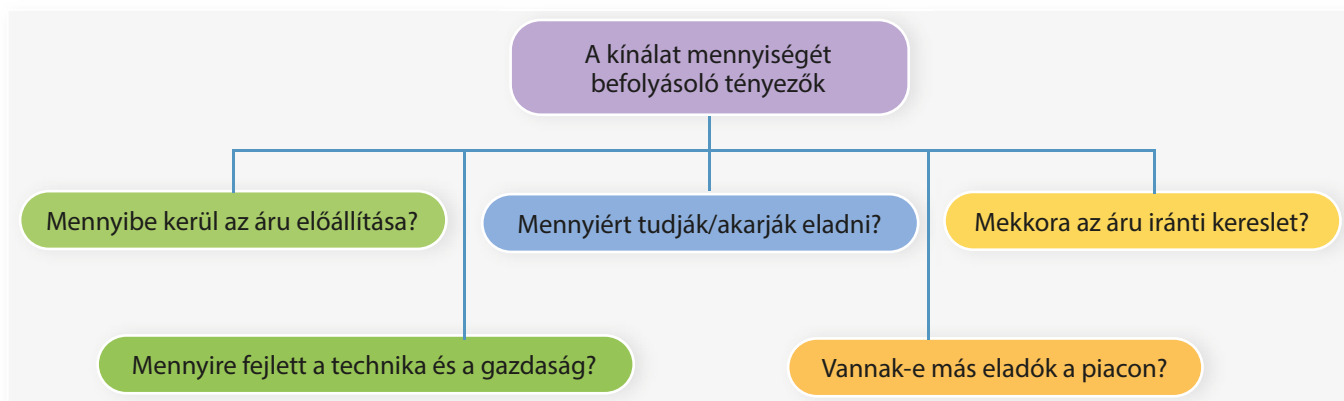 A kínálat mennyiségét
befolyásoló tényezők
Mennyibe kerül az áru előállítása?
Mennyiért tudják/akarják eladni?
Mekkora az áru iránti kereslet?
Mennyire fejlett a technika és a gazdaság?
Vannak-e más eladók a piacon?